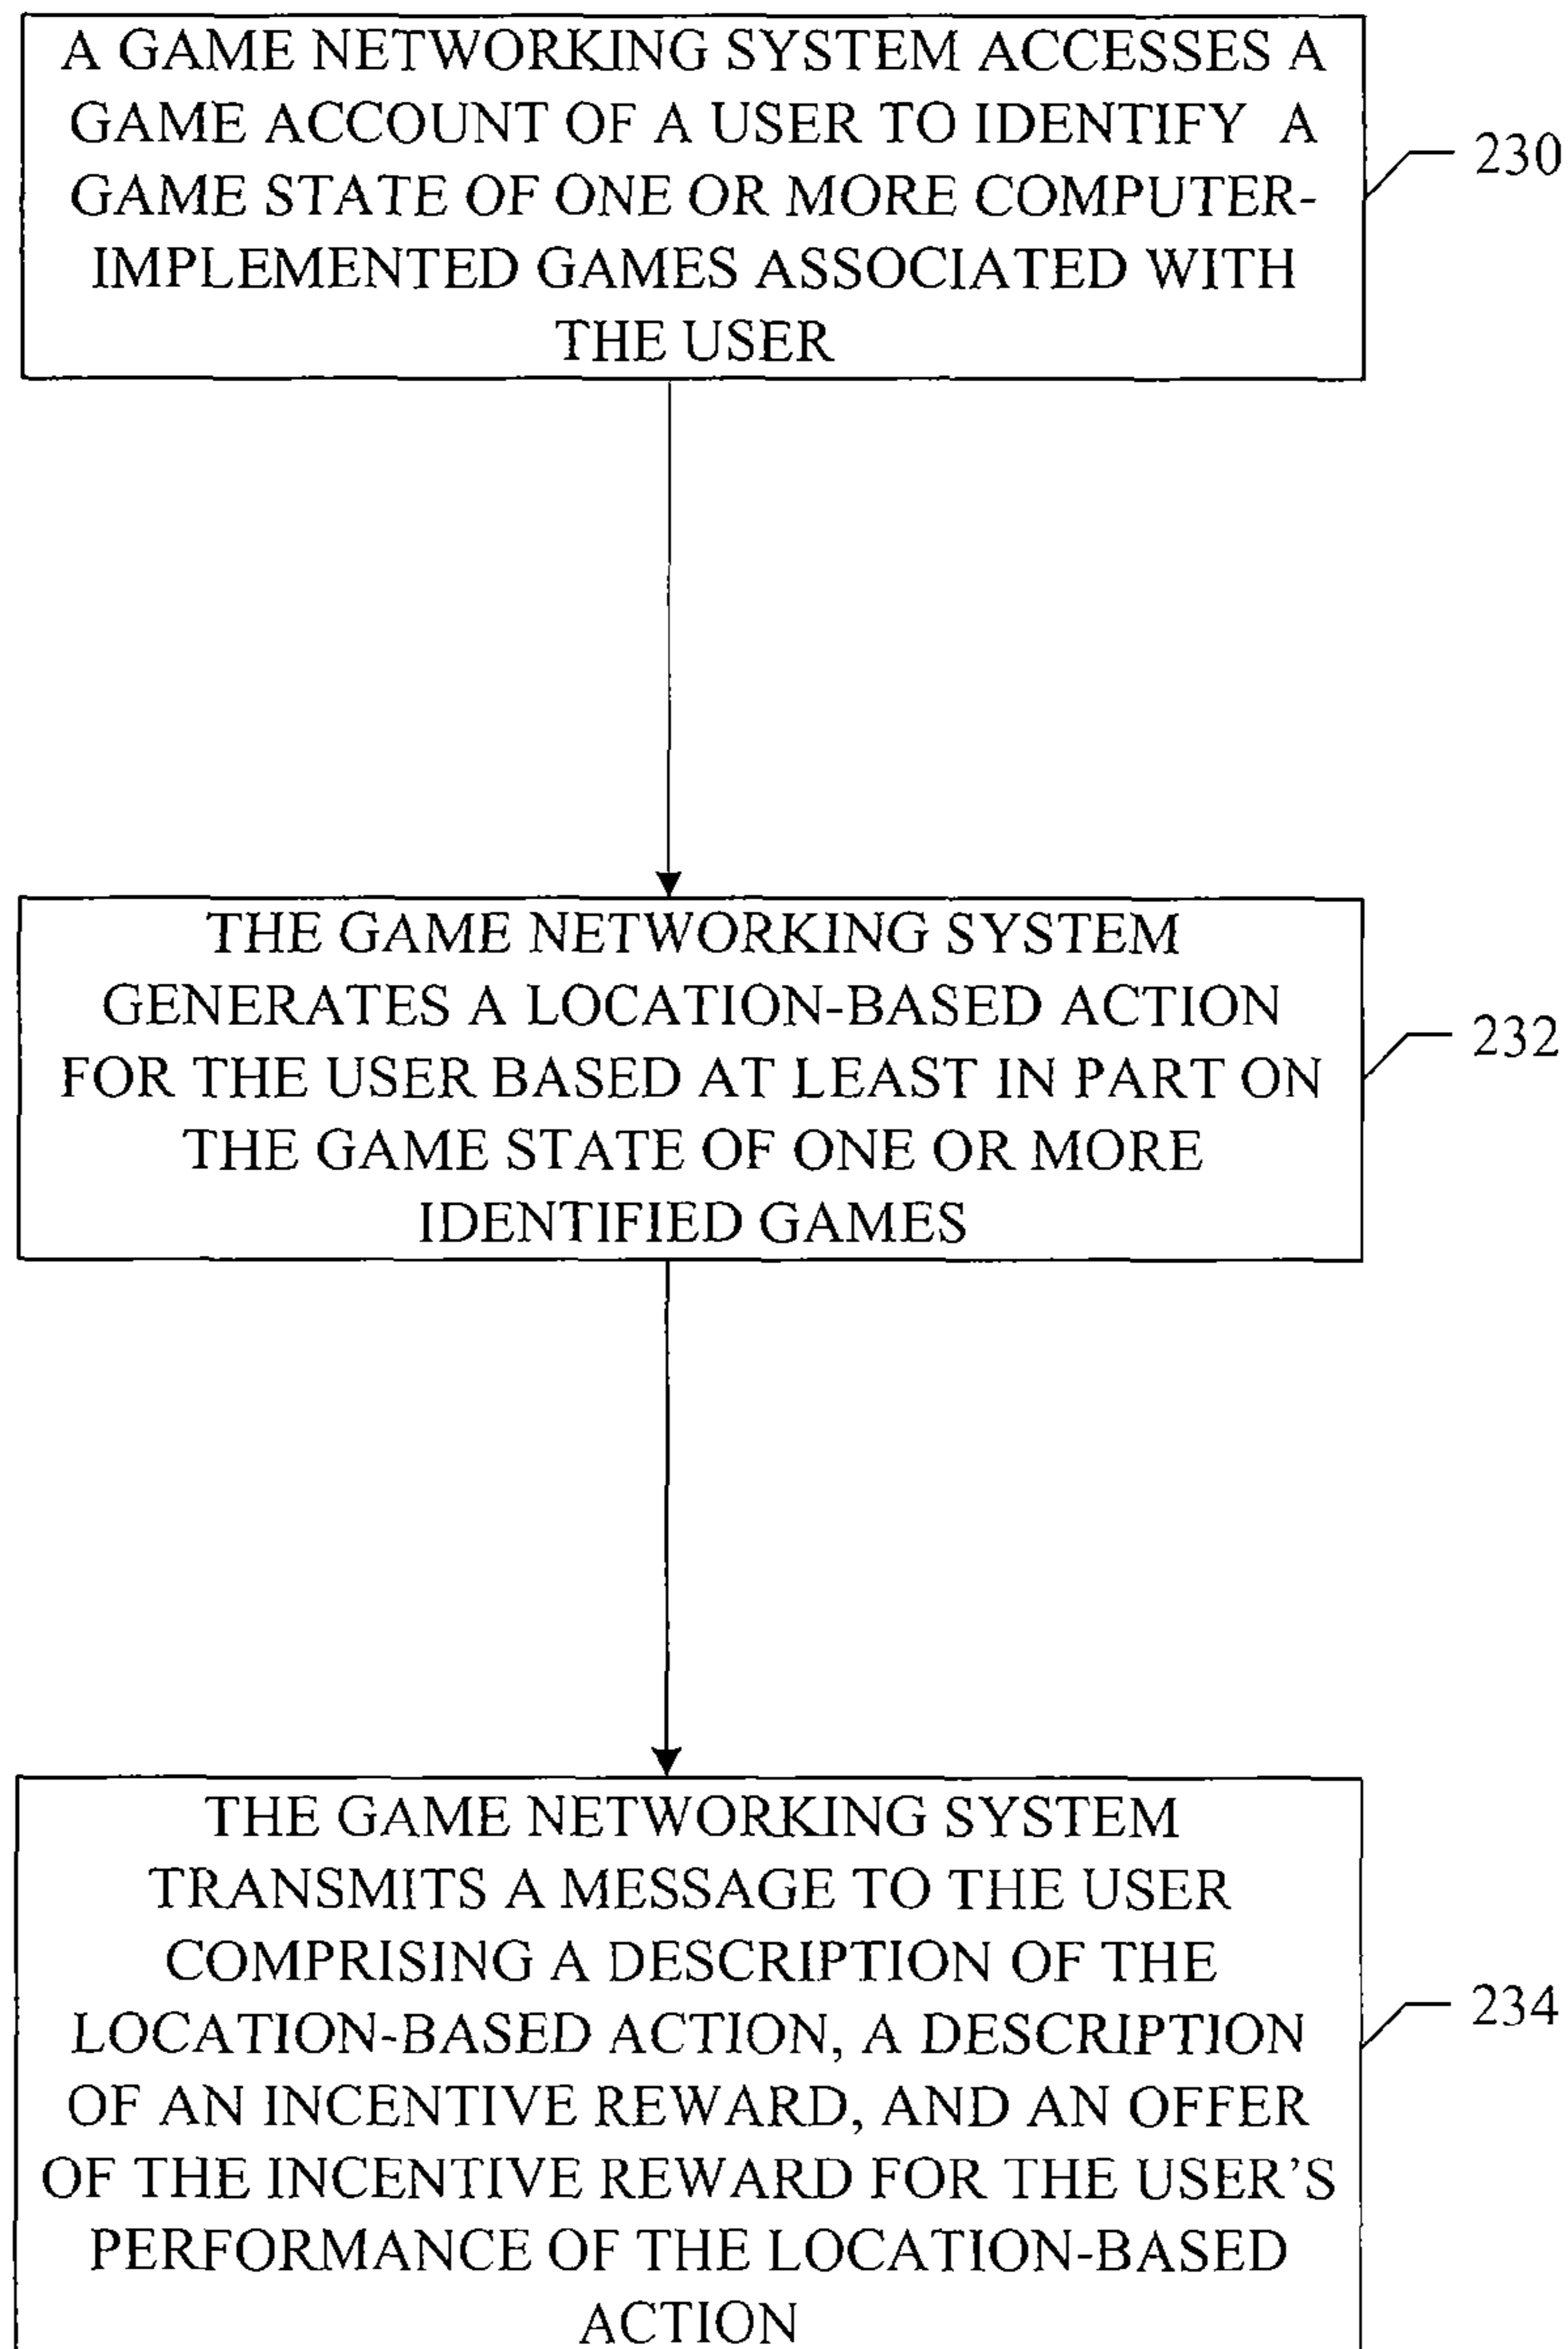 A GAME NETWORKING SYSTEM ACCESSES A
GAME ACCOUNT OF A USER TO IDENTIFY A
GAME STATE OF ONE OR MORE COMPUTER-
IMPLEMENTED GAMES ASSOCIATED WITH
THE USER
230
THE GAME NETWORKING SYSTEM
GENERATES A LOCATION-BASED ACTION
FOR THE USER BASED AT LEAST IN PART ON
THE GAME STATE OF ONE OR MORE
IDENTIFIED GAMES
232
THE GAME NETWORKING SYSTEM
TRANSMITS A MESSAGE TO THE USER
COMPRISING A DESCRIPTION OF THE
LOCATION-BASED ACTION, A DESCRIPTION
OF AN INCENTIVE REWARD, AND AN OFFER
OF THE INCENTIVE REWARD FOR THE USER'S
PERFORMANCE OF THE LOCATION-BASED
ACTION
234